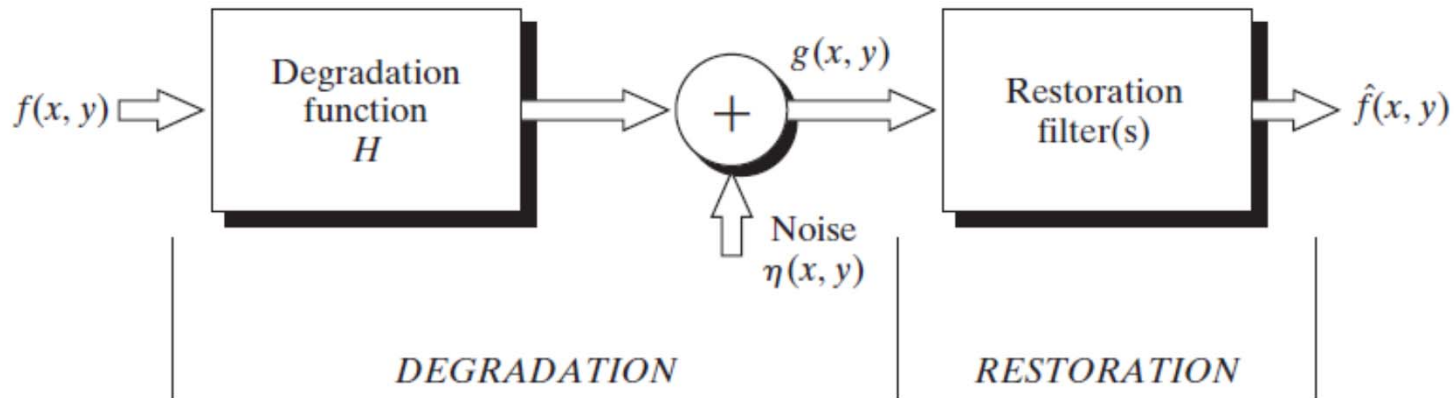 f(x, y)
Degradation
function
H
+
g(x, y)
Noise
η(x, y)
Restoration
filter(s)
f̂(x, y)
DEGRADATION
RESTORATION